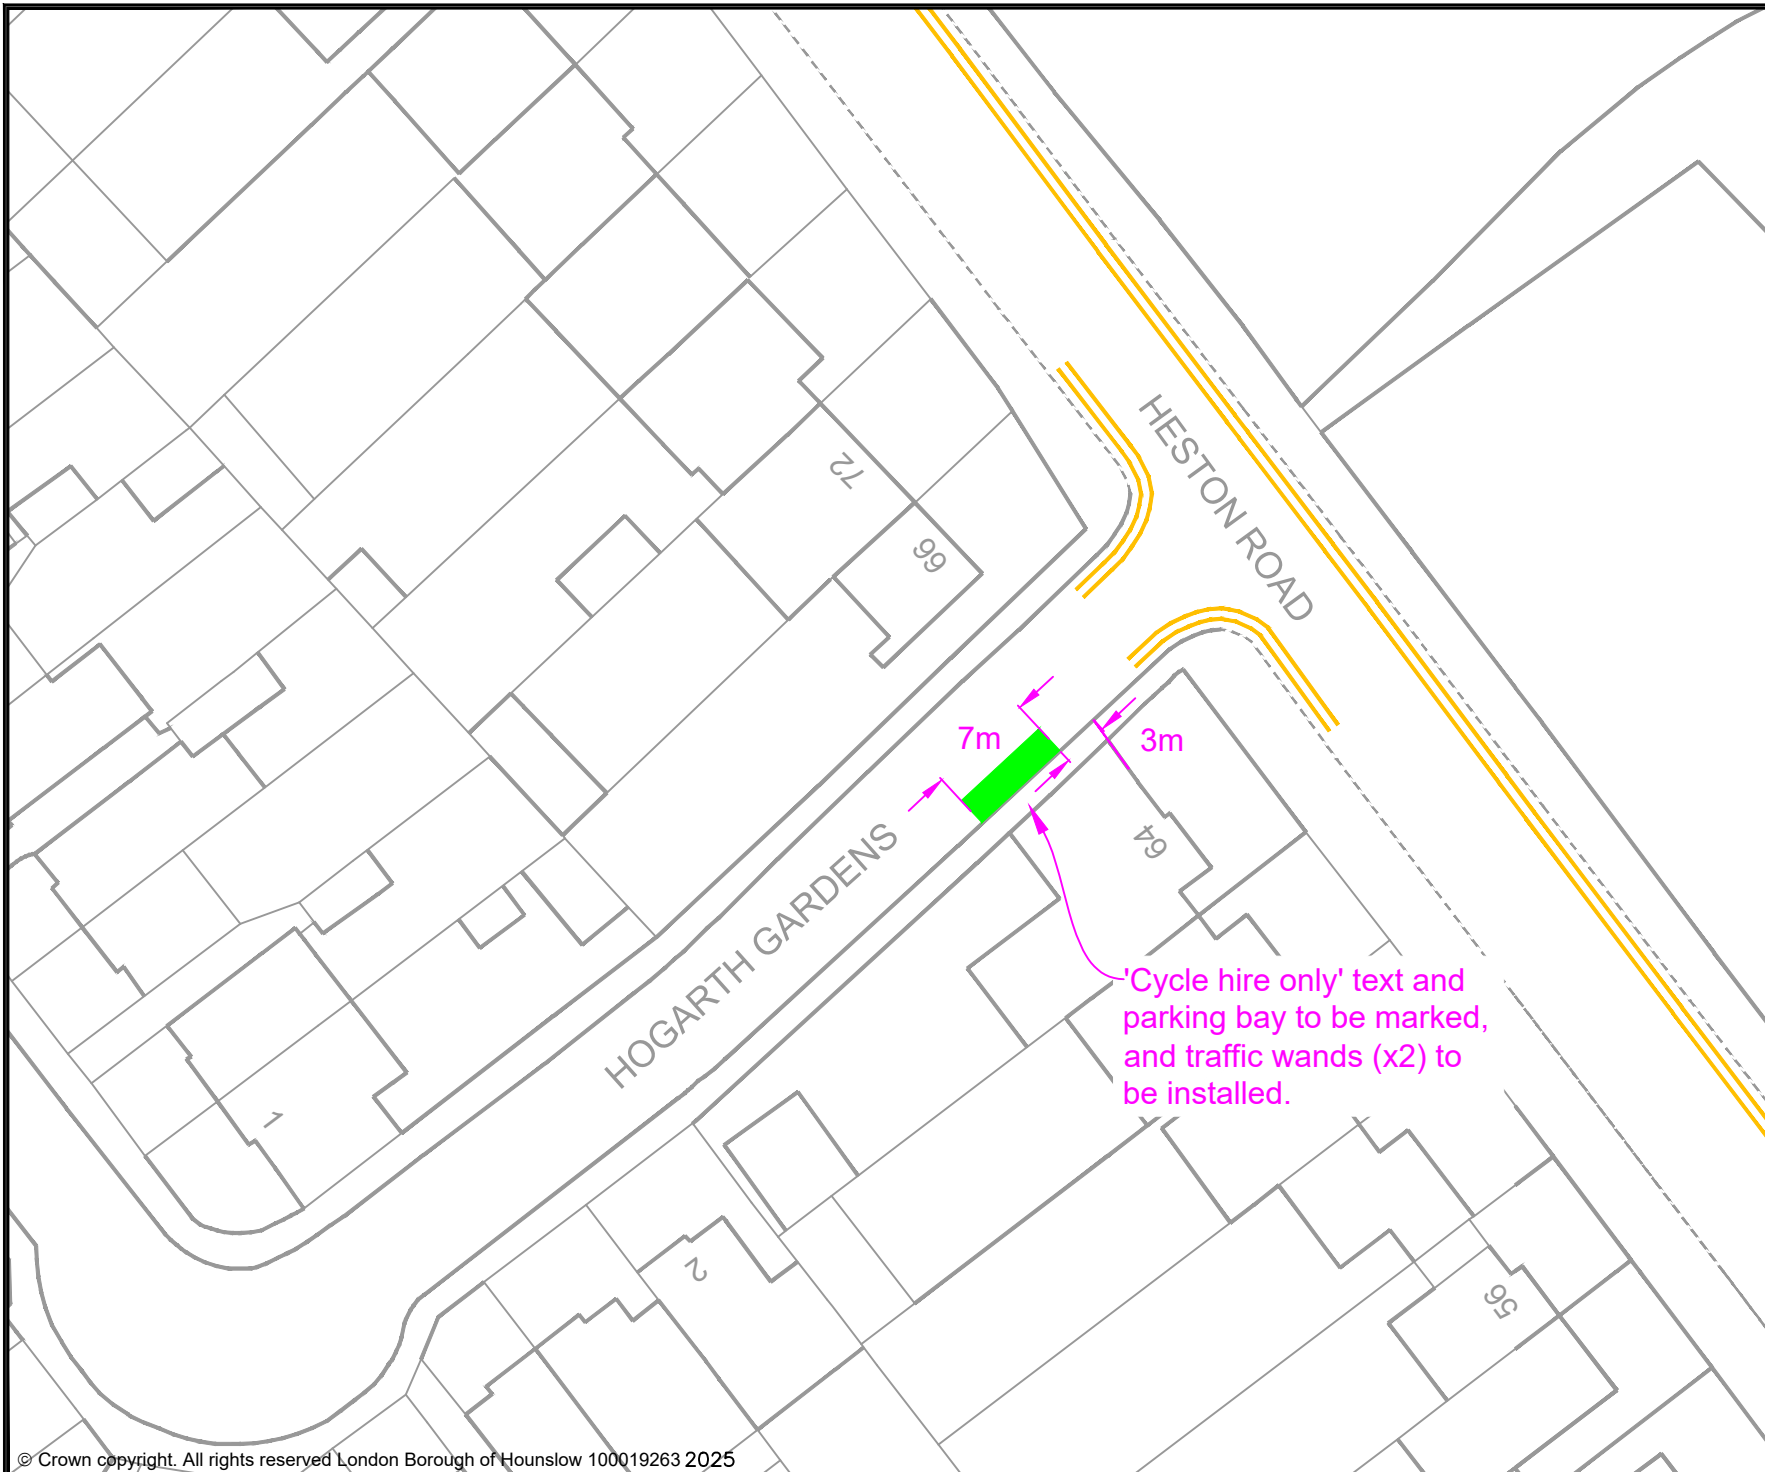 72
66
HESTON ROAD
7m
3m
64
HOGARTH GARDENS
'Cycle hire only' text and
parking bay to be marked,
and traffic wands (x2) to
be installed.
1
2
56
© Crown copyright. All rights reserved London Borough of Hounslow 100019263 2025